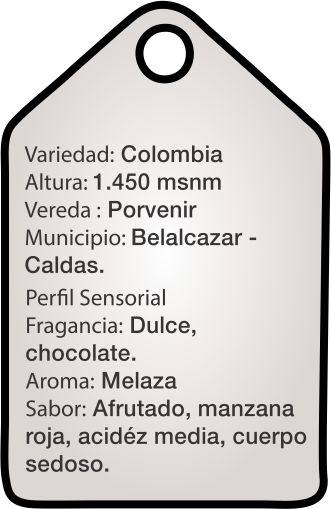 Variedad: Colombia
Altura: 1.450 msnm
Vereda : Porvenir
Municipio: Belalcazar -
Caldas.
Perfil Sensorial
Fragancia: Dulce,
chocolate.
Aroma: Melaza
Sabor: Afrutado, manzana
roja, acidéz media, cuerpo
sedoso.